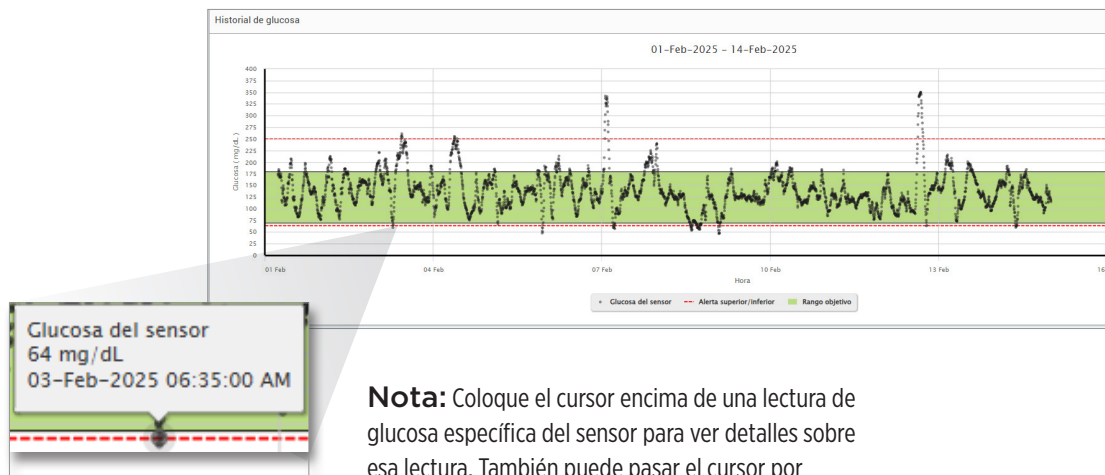 Historial de glucosa
01-Feb-2025 - 14-Feb-2025
400
375
350
325
300
275
250
225
200
175
150
125
100
75
50
25
0
Glucosa (mg/dL)
01 Feb
04 Feb
07 Feb
10 Feb
13 Feb
16
Hora
Glucosa del sensor
Alerta superior/inferior
Rango objetivo
Glucosa del sensor
64 mg/dL
03-Feb-2025 06:35:00 AM
Nota: Coloque el cursor encima de una lectura de
glucosa específica del sensor para ver detalles sobre
esa lectura. También puede pasar el cursor por